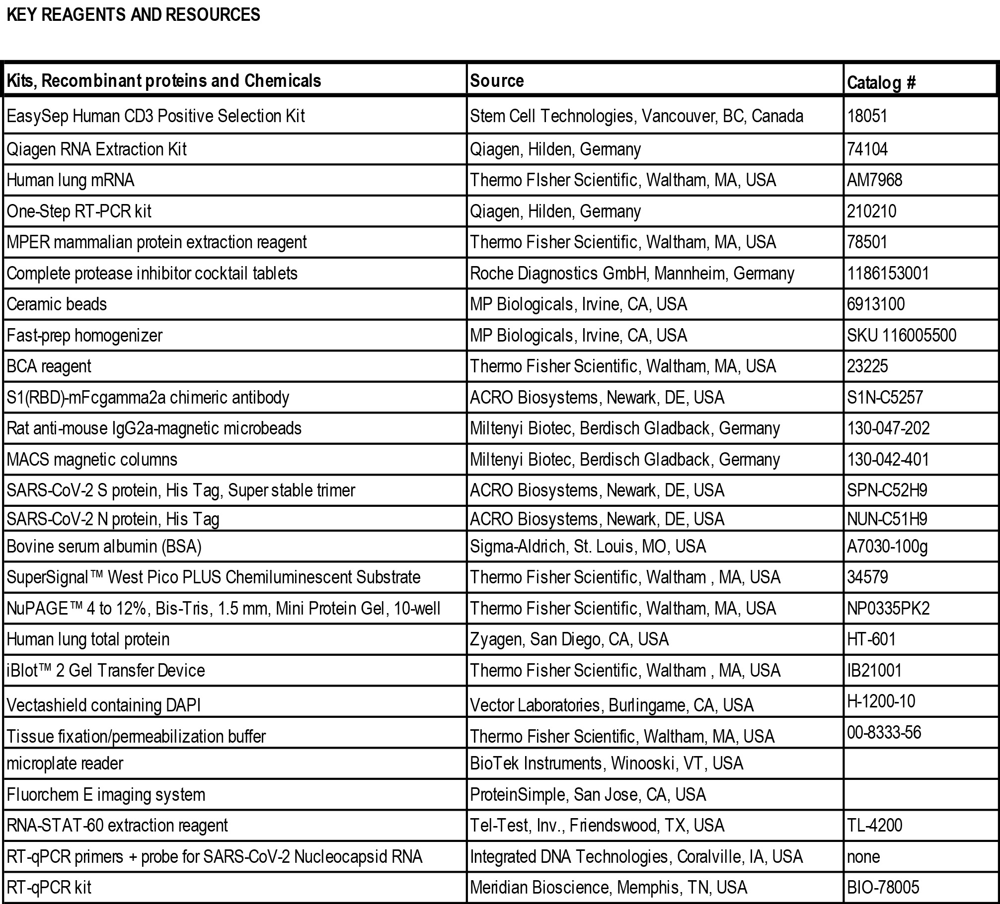 KEY REAGENTS AND RESOURCES
Kits, Recombinant proteins and Chemicals Source Catalog #
EasySep Human CD3 Positive Selection Kit Stem Cell Technologies, Vancouver, BC, Canada 18051
Qiagen RNA Extraction Kit Qiagen, Hilden, Germany 74104
Human lung mRNA Thermo FIsher Scientific, Waltham, MA, USA AM7968
One-Step RT-PCR kit Qiagen, Hilden, Germany 210210
MPER mammalian protein extraction reagent Thermo Fisher Scientific, Waltham, MA, USA 78501
Complete protease inhibitor cocktail tablets Roche Diagnostics GmbH, Mannheim, Germany 1186153001
Ceramic beads MP Biologicals, Irvine, CA, USA 6913100
Fast-prep homogenizer MP Biologicals, Irvine, CA, USA SKU 116005500
BCA reagent Thermo Fisher Scientific, Waltham, MA, USA 23225
S1(RBD)-mFcgamma2a chimeric antibody ACRO Biosystems, Newark, DE, USA S1N-C5257
Rat anti-mouse IgG2a-magnetic microbeads Miltenyi Biotec, Berdisch Gladback, Germany 130-047-202
MACS magnetic columns Miltenyi Biotec, Berdisch Gladback, Germany 130-042-401
SARS-CoV-2 S protein, His Tag, Super stable trimer ACRO Biosystems, Newark, DE, USA SPN-C52H9
SARS-CoV-2 N protein, His Tag ACRO Biosystems, Newark, DE, USA NUN-C51H9
Bovine serum albumin (BSA) Sigma-Aldrich, St. Louis, MO, USA A7030-100g
SuperSignal™ West Pico PLUS Chemiluminescent Substrate Thermo Fisher Scientific, Waltham , MA, USA 34579
NuPAGE™ 4 to 12%, Bis-Tris, 1.5 mm, Mini Protein Gel, 10-well Thermo Fisher Scientific, Waltham, MA, USA NP0335PK2
Human lung total protein Zyagen, San Diego, CA, USA HT-601
iBlot™ 2 Gel Transfer Device Thermo Fisher Scientific, Waltham , MA, USA IB21001
Vectashield containing DAPI Vector Laboratories, Burlingame, CA, USA H-1200-10
Tissue fixation/permeabilization buffer Thermo Fisher Scientific, Waltham, MA, USA 00-8333-56
microplate reader BioTek Instruments, Winooski, VT, USA
Fluorchem E imaging system ProteinSimple, San Jose, CA, USA
RNA-STAT-60 extraction reagent Tel-Test, Inv., Friendswood, TX, USA TL-4200
RT-qPCR primers + probe for SARS-CoV-2 Nucleocapsid RNA Integrated DNA Technologies, Coralville, IA, USA none
RT-qPCR kit Meridian Bioscience, Memphis, TN, USA BIO-78005